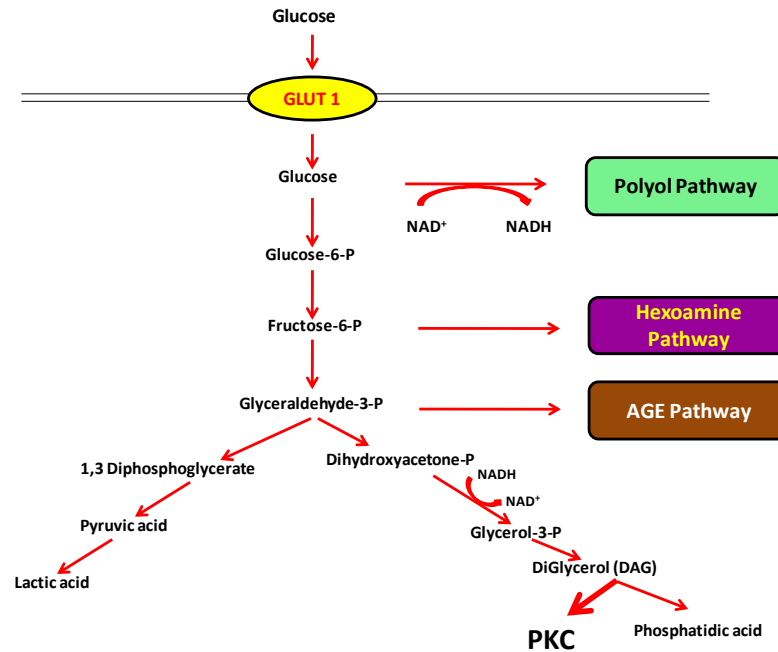 Glucose
GLUT 1
Glucose
Polyol Pathway
NAD⁺
NADH
Glucose-6-P
Fructose-6-P
Hexoamine
Pathway
Glyceraldehyde-3-P
AGE Pathway
1,3 Diphosphoglycerate
Dihydroxyacetone-P
NADH
NAD⁺
Pyruvic acid
Glycerol-3-P
Lactic acid
DiGlycerol (DAG)
PKC
Phosphatidic acid